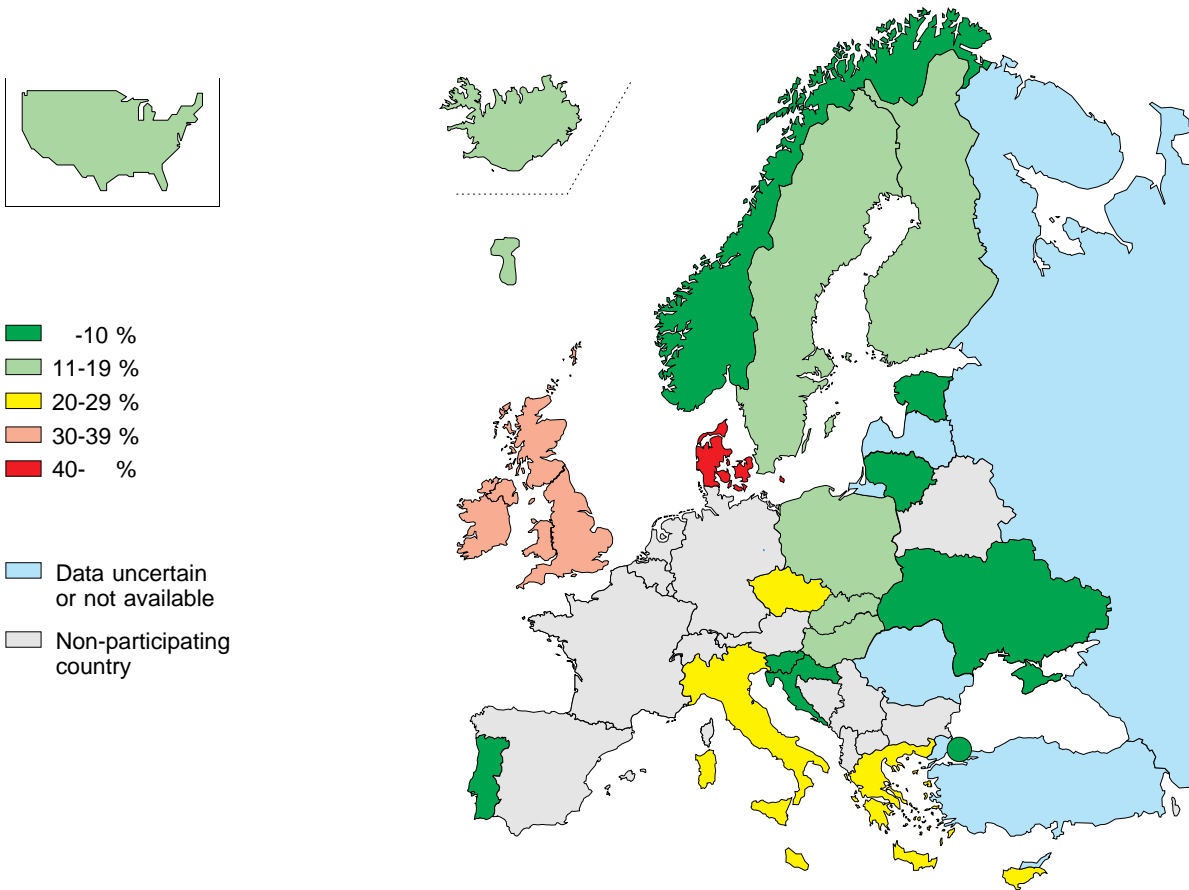 -10 %
11-19 %
20-29 %
30-39 %
40- %
Data uncertain
or not available
Non-participating
country